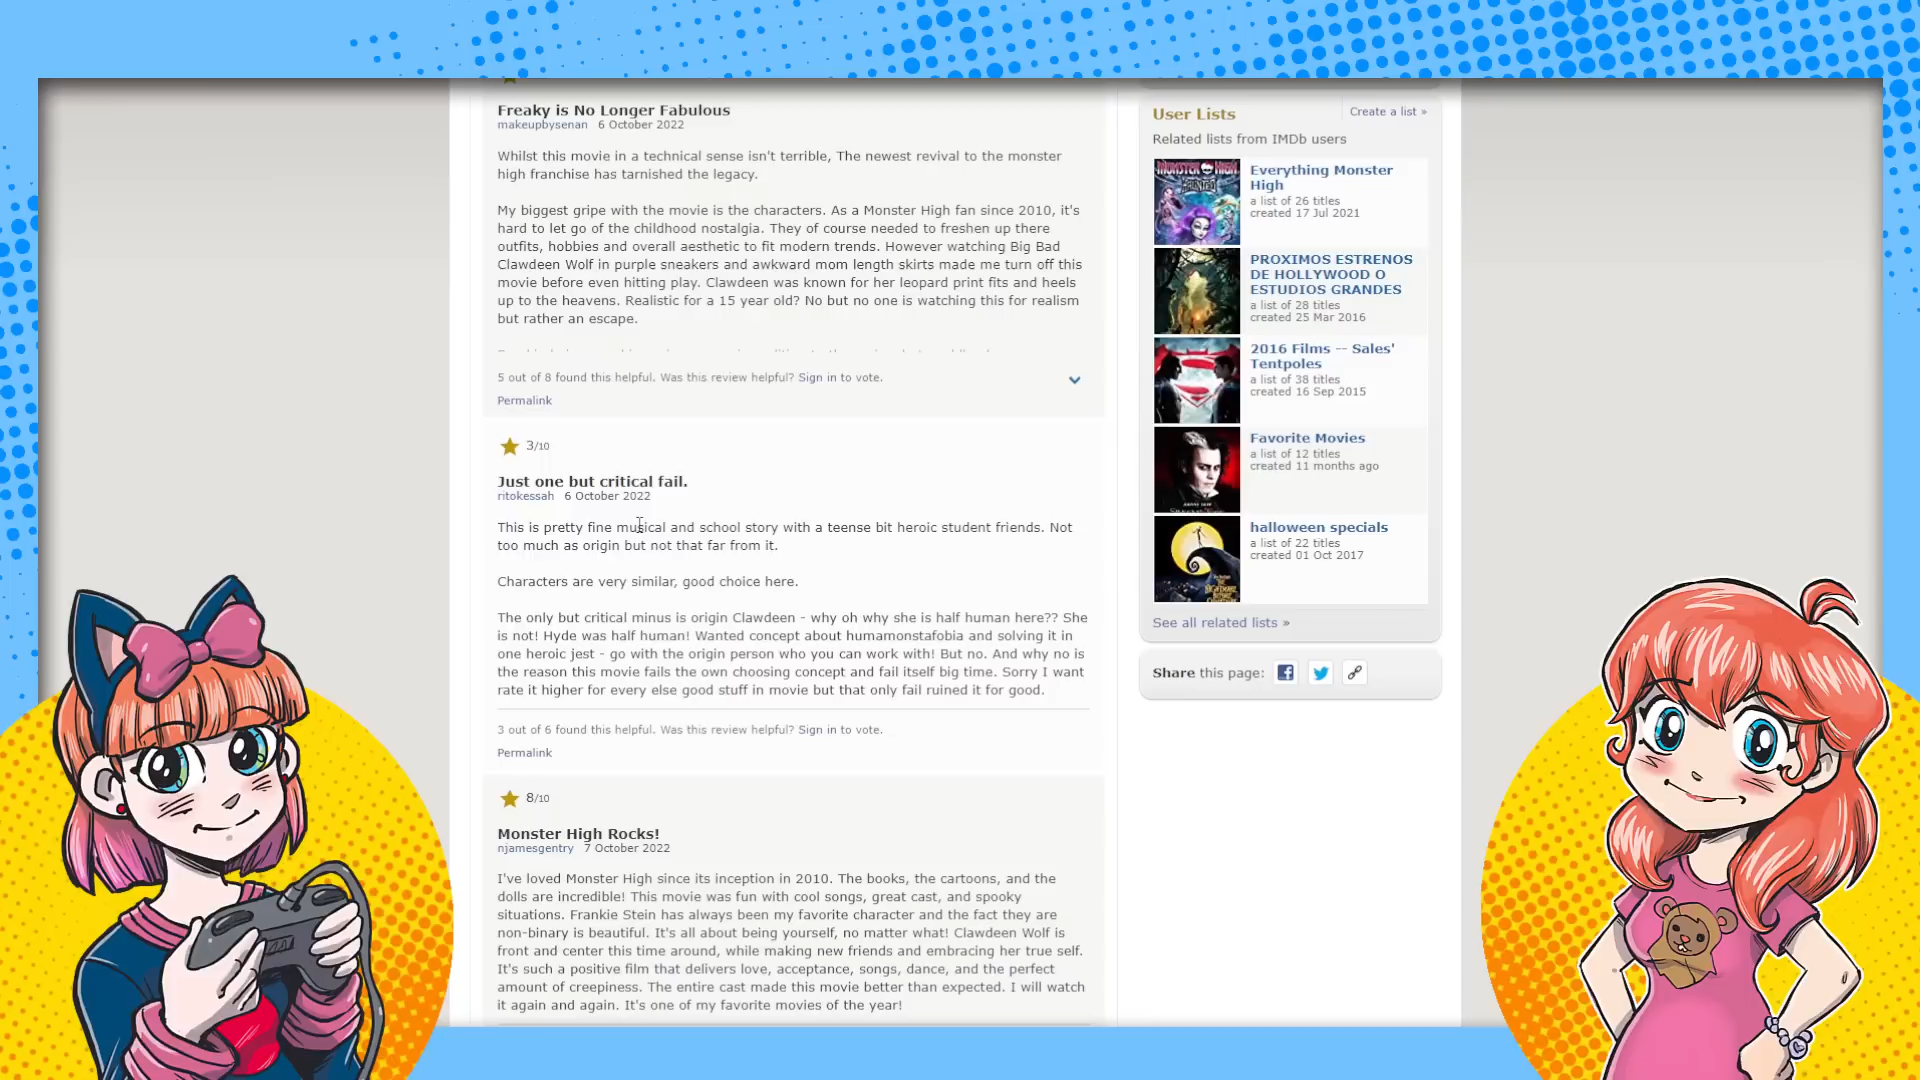 Freaky is No Longer Fabulous
makeupbysenan 6 October 2022
Whilst this movie in a technical sense isn't terrible, The newest revival to the monster
high franchise has tarnished the legacy.
My biggest gripe with the movie is the characters. As a Monster High fan since 2010, it's
hard to let go of the childhood nostalgia. They of course needed to freshen up there
outfits, hobbies and overall aesthetic to fit modern trends. However watching Big Bad
Clawdeen Wolf in purple sneakers and awkward mom length skirts made me turn off this
movie before even hitting play. Clawdeen was known for her leopard print fits and heels
up to the heavens. Realistic for a 15 year old? No but no one is watching this for realism
but rather an escape.
5 out of 8 found this helpful. Was this review helpful? Sign in to vote.
Permalink
3/10
Just one but critical fail.
ritokessah 6 October 2022
This is pretty fine musical and school story with a teense bit heroic student friends. Not
too much as origin but not that far from it.
Characters are very similar, good choice here.
The only but critical minus is origin Clawdeen - why oh why she is half human here?? She
is not! Hyde was half human! Wanted concept about humamonstafobia and solving it in
one heroic jest - go with the origin person who you can work with! But no. And why no is
the reason this movie fails the own choosing concept and fail itself big time. Sorry I want
rate it higher for every else good stuff in movie but that only fail ruined it for good.
3 out of 6 found this helpful. Was this review helpful? Sign in to vote.
Permalink
8/10
Monster High Rocks!
njamesgentry 7 October 2022
I've loved Monster High since its inception in 2010. The books, the cartoons, and the
dolls are incredible! This movie was fun with cool songs, great cast, and spooky
situations. Frankie Stein has always been my favorite character and the fact they are
non-binary is beautiful. It's all about being yourself, no matter what! Clawdeen Wolf is
front and center this time around, while making new friends and embracing her true self.
It's such a positive film that delivers love, acceptance, songs, dance, and the perfect
amount of creepiness. The entire cast made this movie better than expected. I will watch
it again and again. It's one of my favorite movies of the year!
User Lists
Create a list »
Related lists from IMDb users
MONSTER HIGH
HAUNTED
Everything Monster
High
a list of 26 titles
created 17 Jul 2021
PROXIMOS ESTRENOS
DE HOLLYWOOD O
ESTUDIOS GRANDES
a list of 28 titles
created 25 Mar 2016
2016 Films -- Sales'
Tentpoles
a list of 38 titles
created 16 Sep 2015
Favorite Movies
a list of 12 titles
created 11 months ago
halloween specials
a list of 22 titles
created 01 Oct 2017
See all related lists »
Share this page: